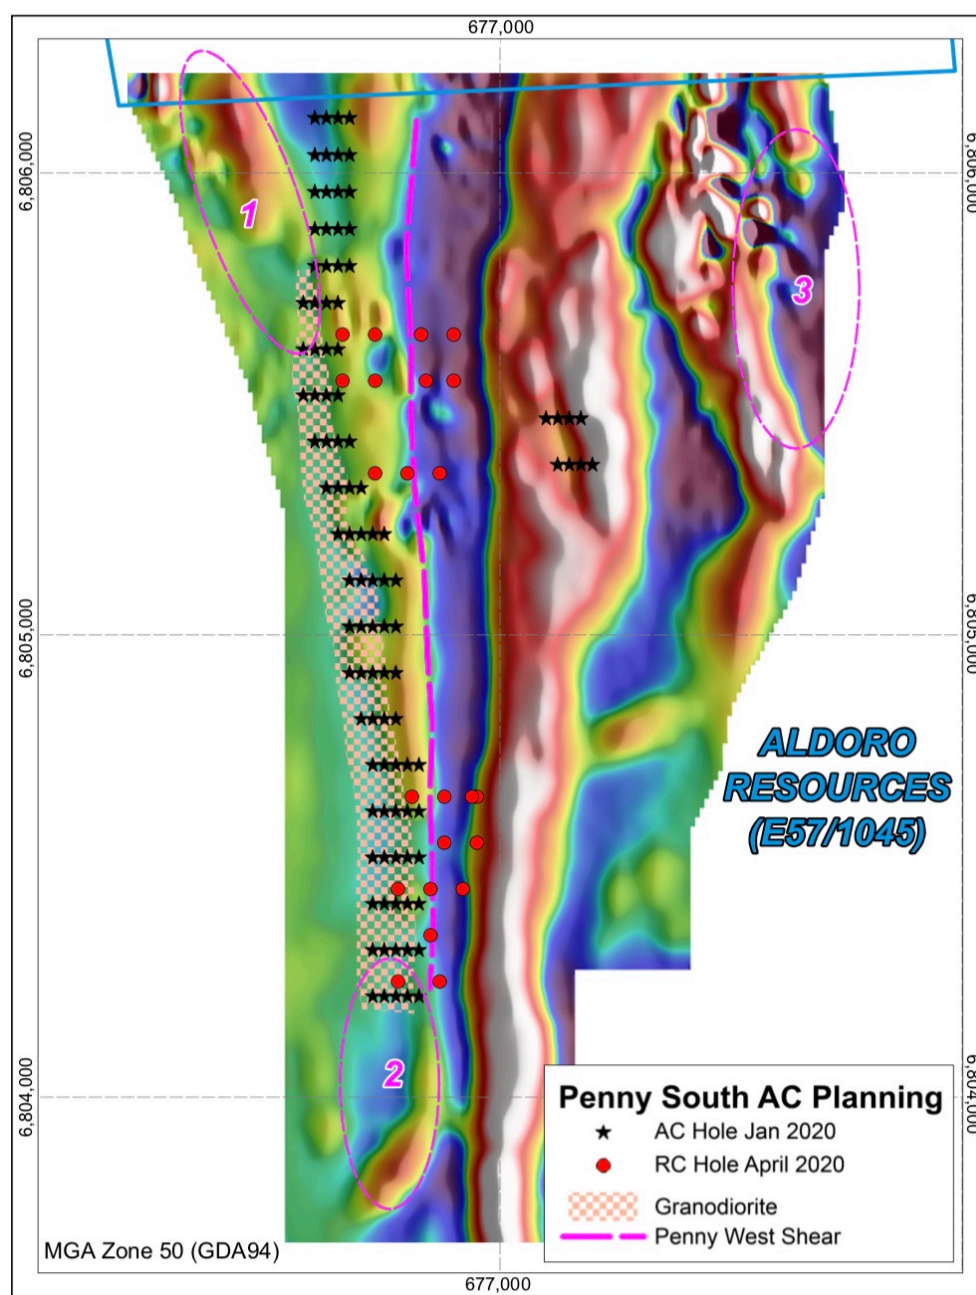 677,000
6,806,000
6,806,000
1
3
6,805,000
6,805,000
ALDORO
RESOURCES
(E57/1045)
2
6,804,000
6,804,000
Penny South AC Planning
AC Hole Jan 2020
RC Hole April 2020
Granodiorite
Penny West Shear
MGA Zone 50 (GDA94)
677,000